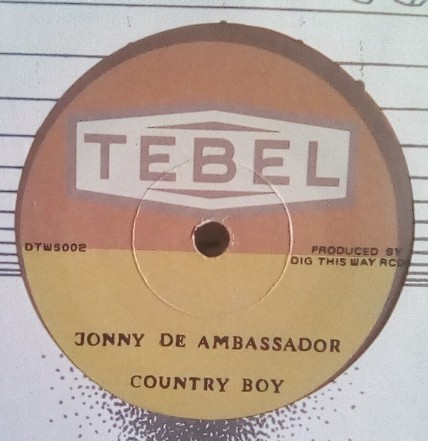 TEBEL
DTWS002
PRODUCED BY
DIG THIS WAY RCD
JONNY DE AMBASSADOR
COUNTRY BOY